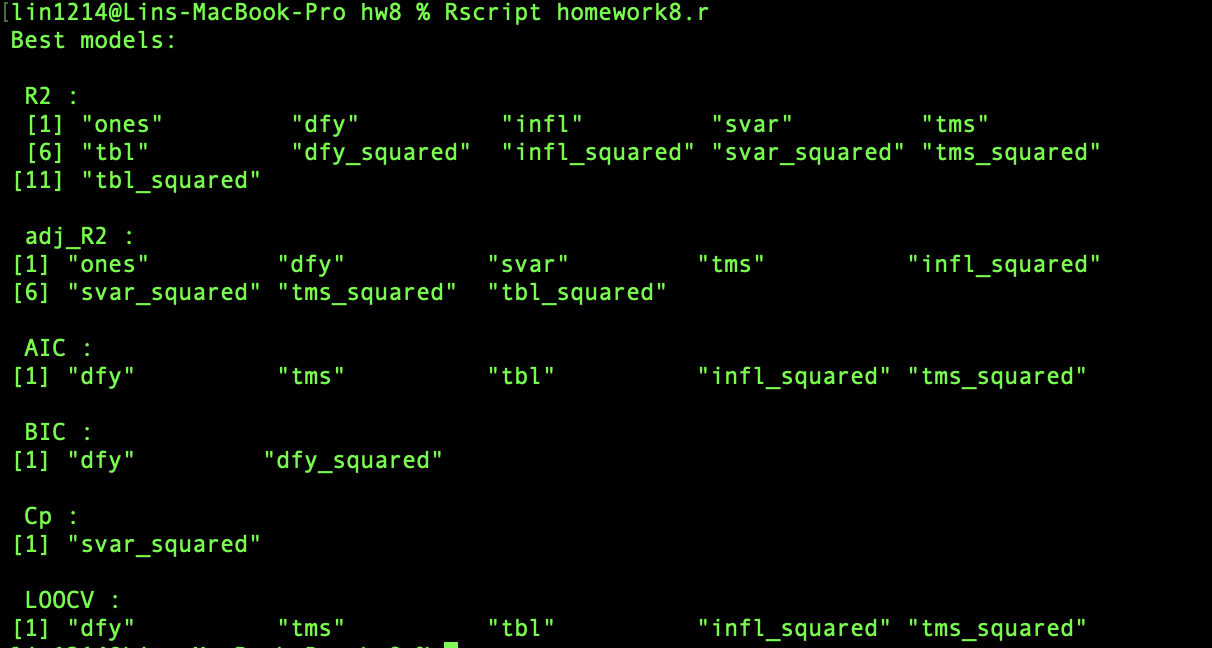 [lin1214@Lins-MacBook-Pro hw8 % Rscript homework8.r
Best models:
R2 :
[1] "ones" "dfy" "infl" "svar" "tms"
[6] "tbl" "dfy_squared" "infl_squared" "svar_squared" "tms_squared"
[11] "tbl_squared"
adj_R2 :
[1] "ones" "dfy" "svar" "tms" "infl_squared"
[6] "svar_squared" "tms_squared" "tbl_squared"
AIC :
[1] "dfy" "tms" "tbl" "infl_squared" "tms_squared"
BIC :
[1] "dfy" "dfy_squared"
Cp :
[1] "svar_squared"
LOOCV :
[1] "dfy" "tms" "tbl" "infl_squared" "tms_squared"